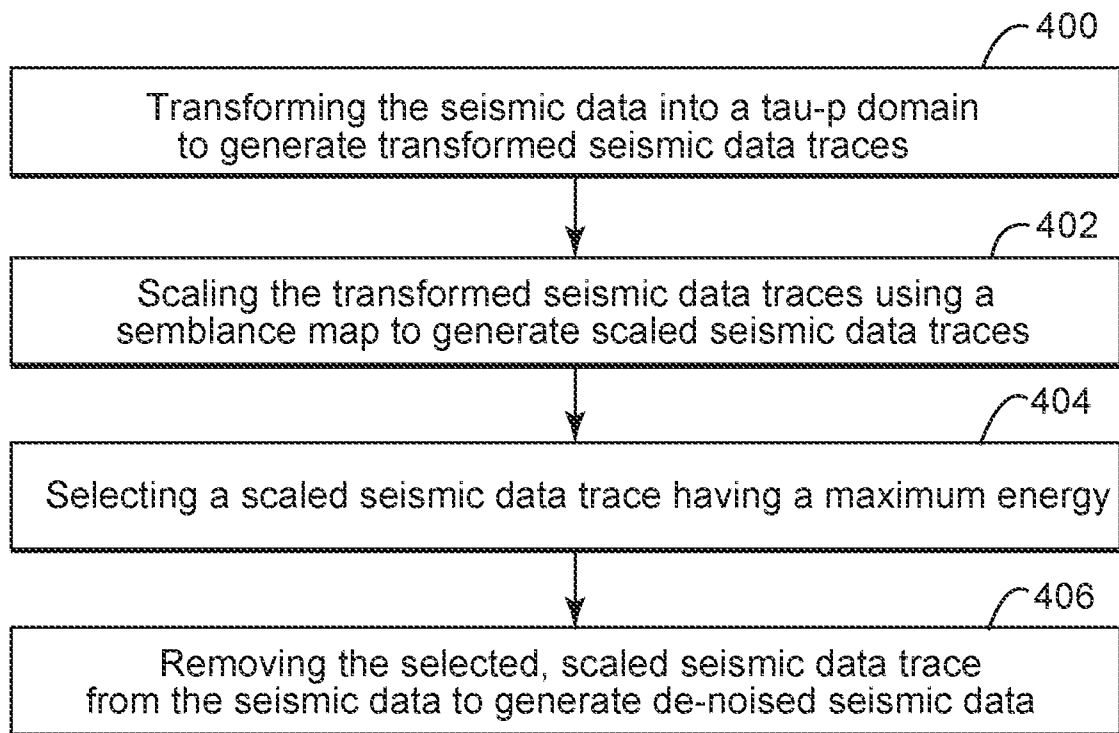 400
Transforming the seismic data into a tau-p domain
to generate transformed seismic data traces
402
Scaling the transformed seismic data traces using a
semblance map to generate scaled seismic data traces
404
Selecting a scaled seismic data trace having a maximum energy
406
Removing the selected, scaled seismic data trace
from the seismic data to generate de-noised seismic data